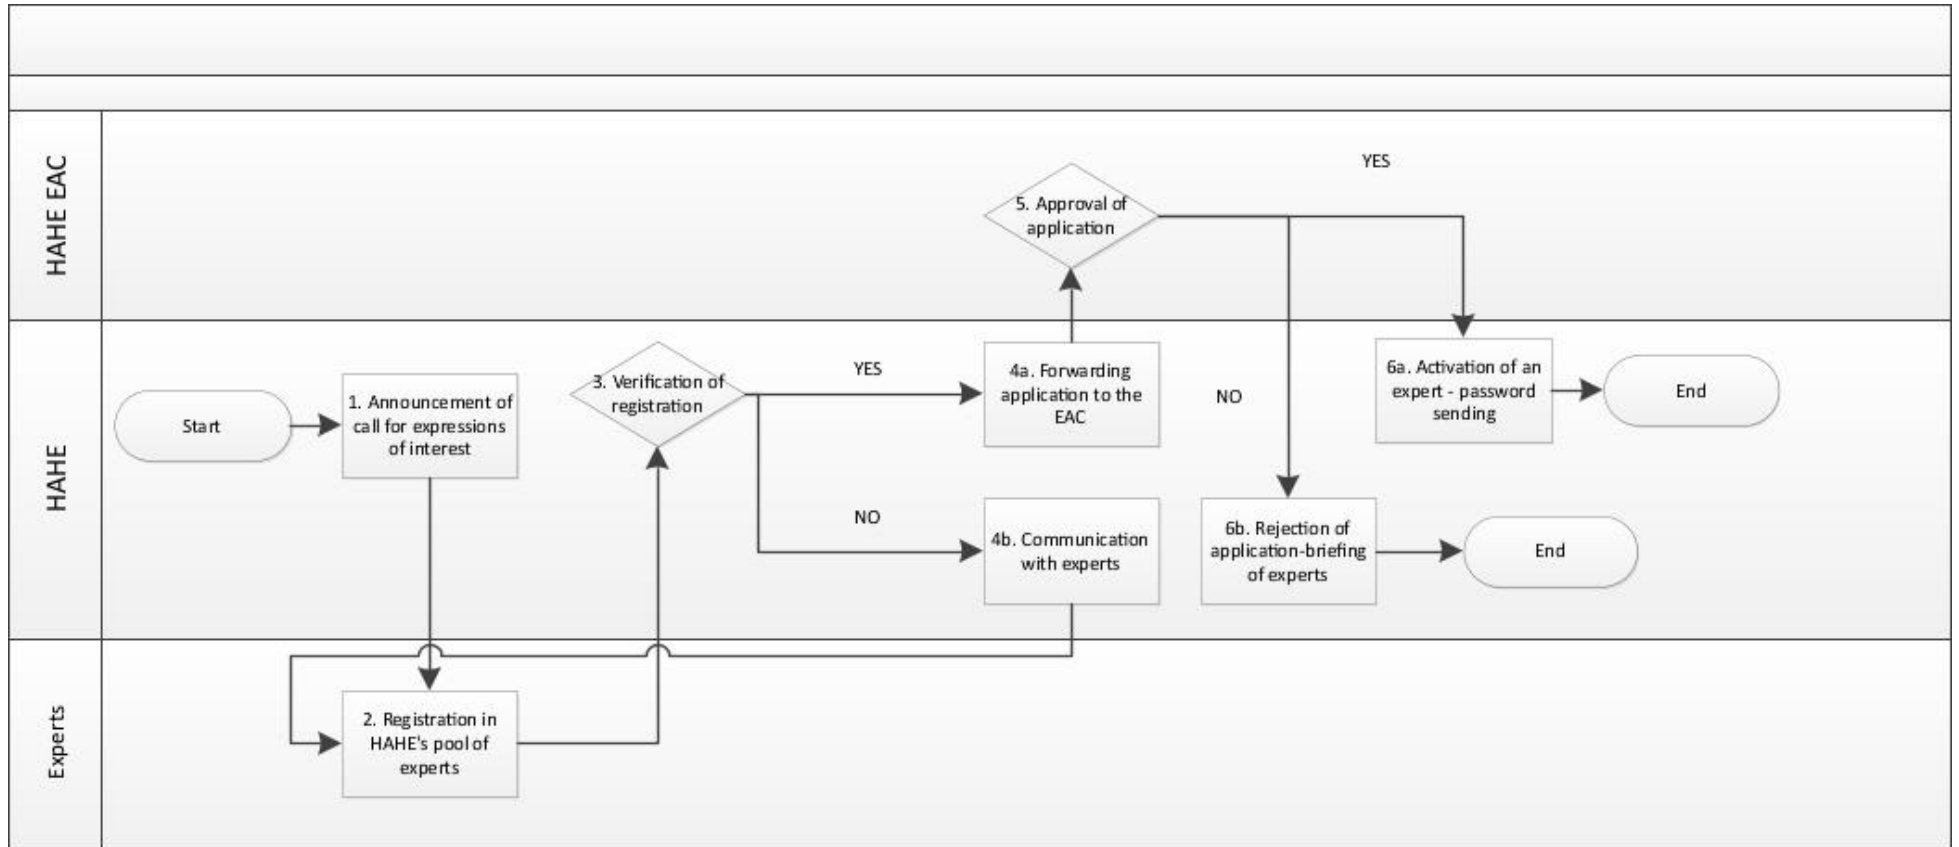 HAHE EAC
YES
5. Approval of
application
HAHE
Start
1. Announcement of
call for expressions
of interest
3. Verification of
registration
YES
4a. Forwarding
application to the
EAC
NO
6a. Activation of an
expert - password
sending
End
NO
4b. Communication
with experts
6b. Rejection of
application-briefing
of experts
End
Experts
2. Registration in
HAHE's pool of
experts